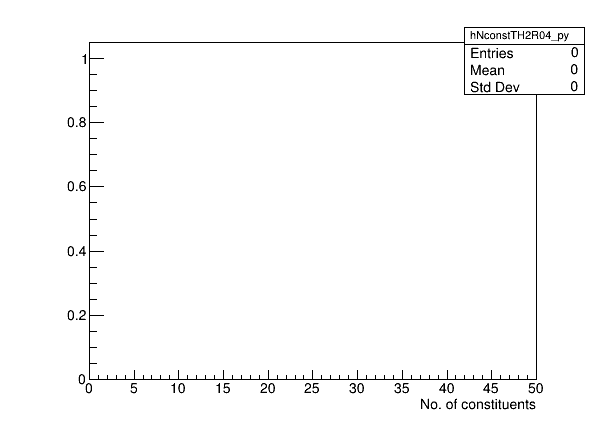 hNconstTH2R04_py
Entries 0
Mean 0
Std Dev 0
1
0.8
0.6
0.4
0.2
0
0 5 10 15 20 25 30 35 40 45 50
No. of constituents